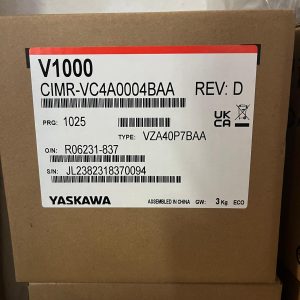 V1000
CIMR-VC4A0004BAA REV: D
PRG: 1025
UK
CA
TYPE: VZA40P7BAA
O/N: R06231-837
S/N: JL2382318370094
YASKAWA ASSEMBLED IN CHINA GW: 3 Kg ECO